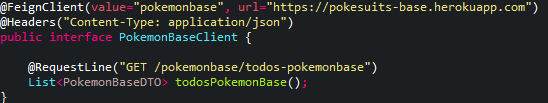 @FeignClient(value="pokemonbase", url="https://pokesuits-base.herokuapp.com")
@Headers("Content-Type: application/json")
public interface PokemonBaseClient {
@RequestLine("GET /pokemonbase/todos-pokemonbase")
List<PokemonBaseDTO> todosPokemonBase();
}